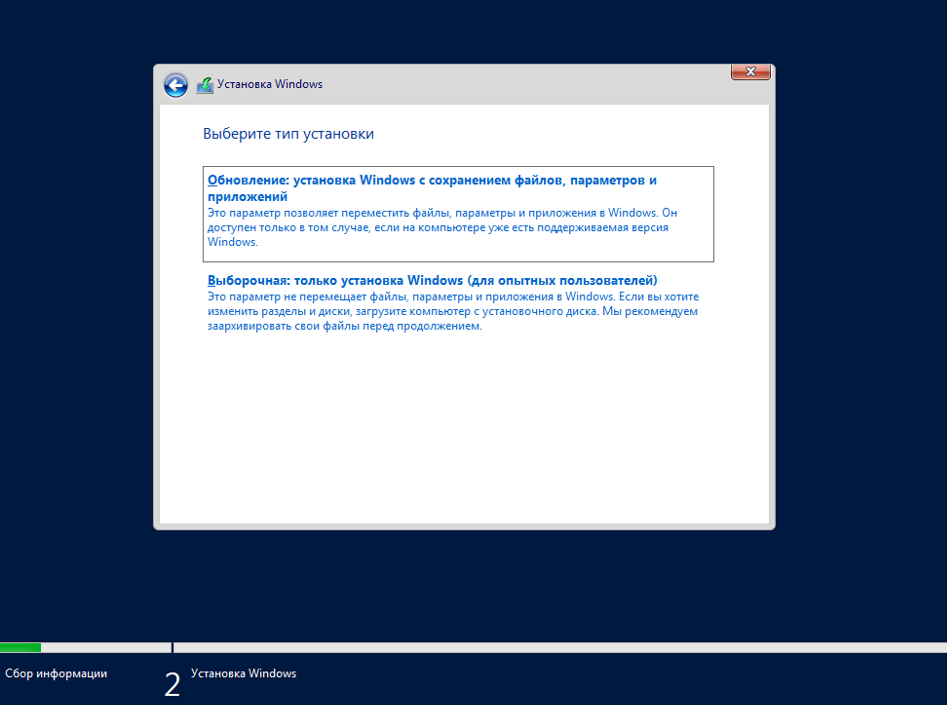 Установка Windows
Выберите тип установки
Обновление: установка Windows с сохранением файлов, параметров и
приложений
Это параметр позволяет переместить файлы, параметры и приложения в Windows. Он
доступен только в том случае, если на компьютере уже есть поддерживаемая версия
Windows.
Выборочная: только установка Windows (для опытных пользователей)
Это параметр не перемещает файлы, параметры и приложения в Windows. Если вы хотите
изменить разделы и диски, загрузите компьютер с установочного диска. Мы рекомендуем
заархивировать свои файлы перед продолжением.
Сбор информации
2 Установка Windows